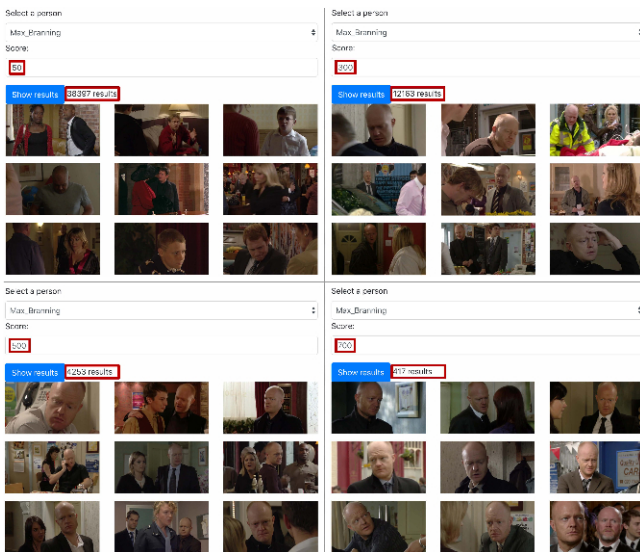 Select a person
Max_Branning
Score:
50
Show results 38397 results
Select a person
Max_Branning
Score:
300
Show results 12163 results
Select a person
Max_Branning
Score:
500
Show results 4253 results
Select a person
Max_Branning
Score:
700
Show results 417 results